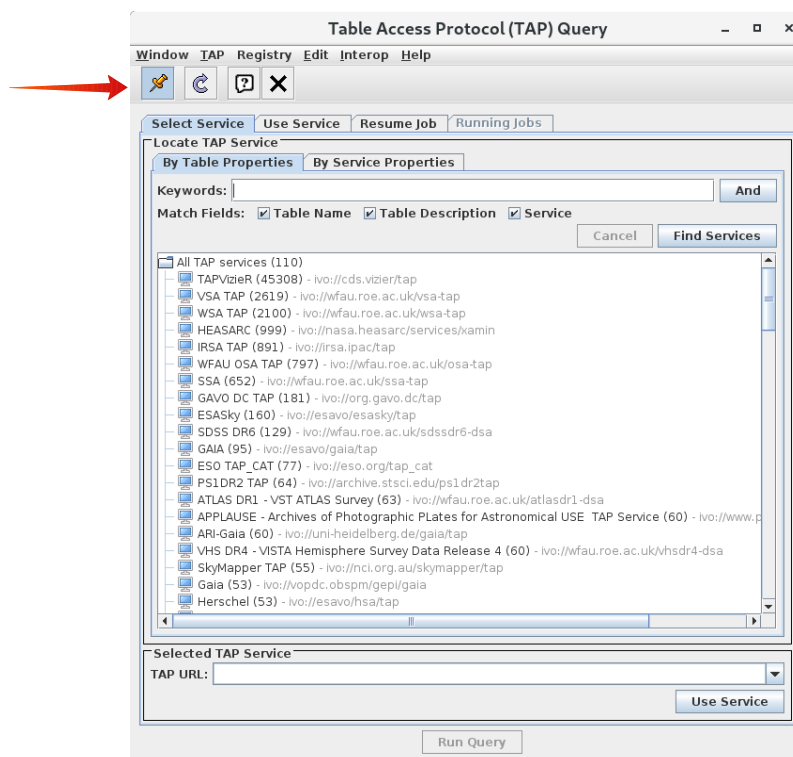 Table Access Protocol (TAP) Query
Window TAP Registry Edit Interop Help
Select Service Use Service Resume Job Running Jobs
Locate TAP Service
By Table Properties By Service Properties
Keywords: And
Match Fields: Table Name Table Description Service
Cancel Find Services
All TAP services (110)
TAPVizieR (45308) - ivo://cds.vizier/tap
VSA TAP (2619) - ivo://wfau.roe.ac.uk/vsa-tap
WSA TAP (2100) - ivo://wfau.roe.ac.uk/wsa-tap
HEASARC (999) - ivo://nasa.heasarc/services/xamin
IRSA TAP (891) - ivo://irsa.ipac/tap
WFAU OSA TAP (797) - ivo://wfau.roe.ac.uk/osa-tap
SSA (652) - ivo://wfau.roe.ac.uk/ssa-tap
GAVO DC TAP (181) - ivo://org.gavo.dc/tap
ESASky (160) - ivo://esavo/esasky/tap
SDSS DR6 (129) - ivo://wfau.roe.ac.uk/sdssdr6-dsa
GAIA (95) - ivo://esavo/gaia/tap
ESO TAP_CAT (77) - ivo://eso.org/tap_cat
PS1DR2 TAP (64) - ivo://archive.stsci.edu/ps1dr2tap
ATLAS DR1 - VST ATLAS Survey (63) - ivo://wfau.roe.ac.uk/atlasdr1-dsa
APPLAUSE - Archives of Photographic PLates for Astronomical USE TAP Service (60) - ivo://www.p
ARI-Gaia (60) - ivo://uni-heidelberg.de/gaia/tap
VHS DR4 - VISTA Hemisphere Survey Data Release 4 (60) - ivo://wfau.roe.ac.uk/vhsdr4-dsa
SkyMapper TAP (55) - ivo://nci.org.au/skymapper/tap
Gaia (53) - ivo://vopdc.obspm/gepi/gaia
Herschel (53) - ivo://esavo/hsa/tap
Selected TAP Service
TAP URL:
Use Service
Run Query